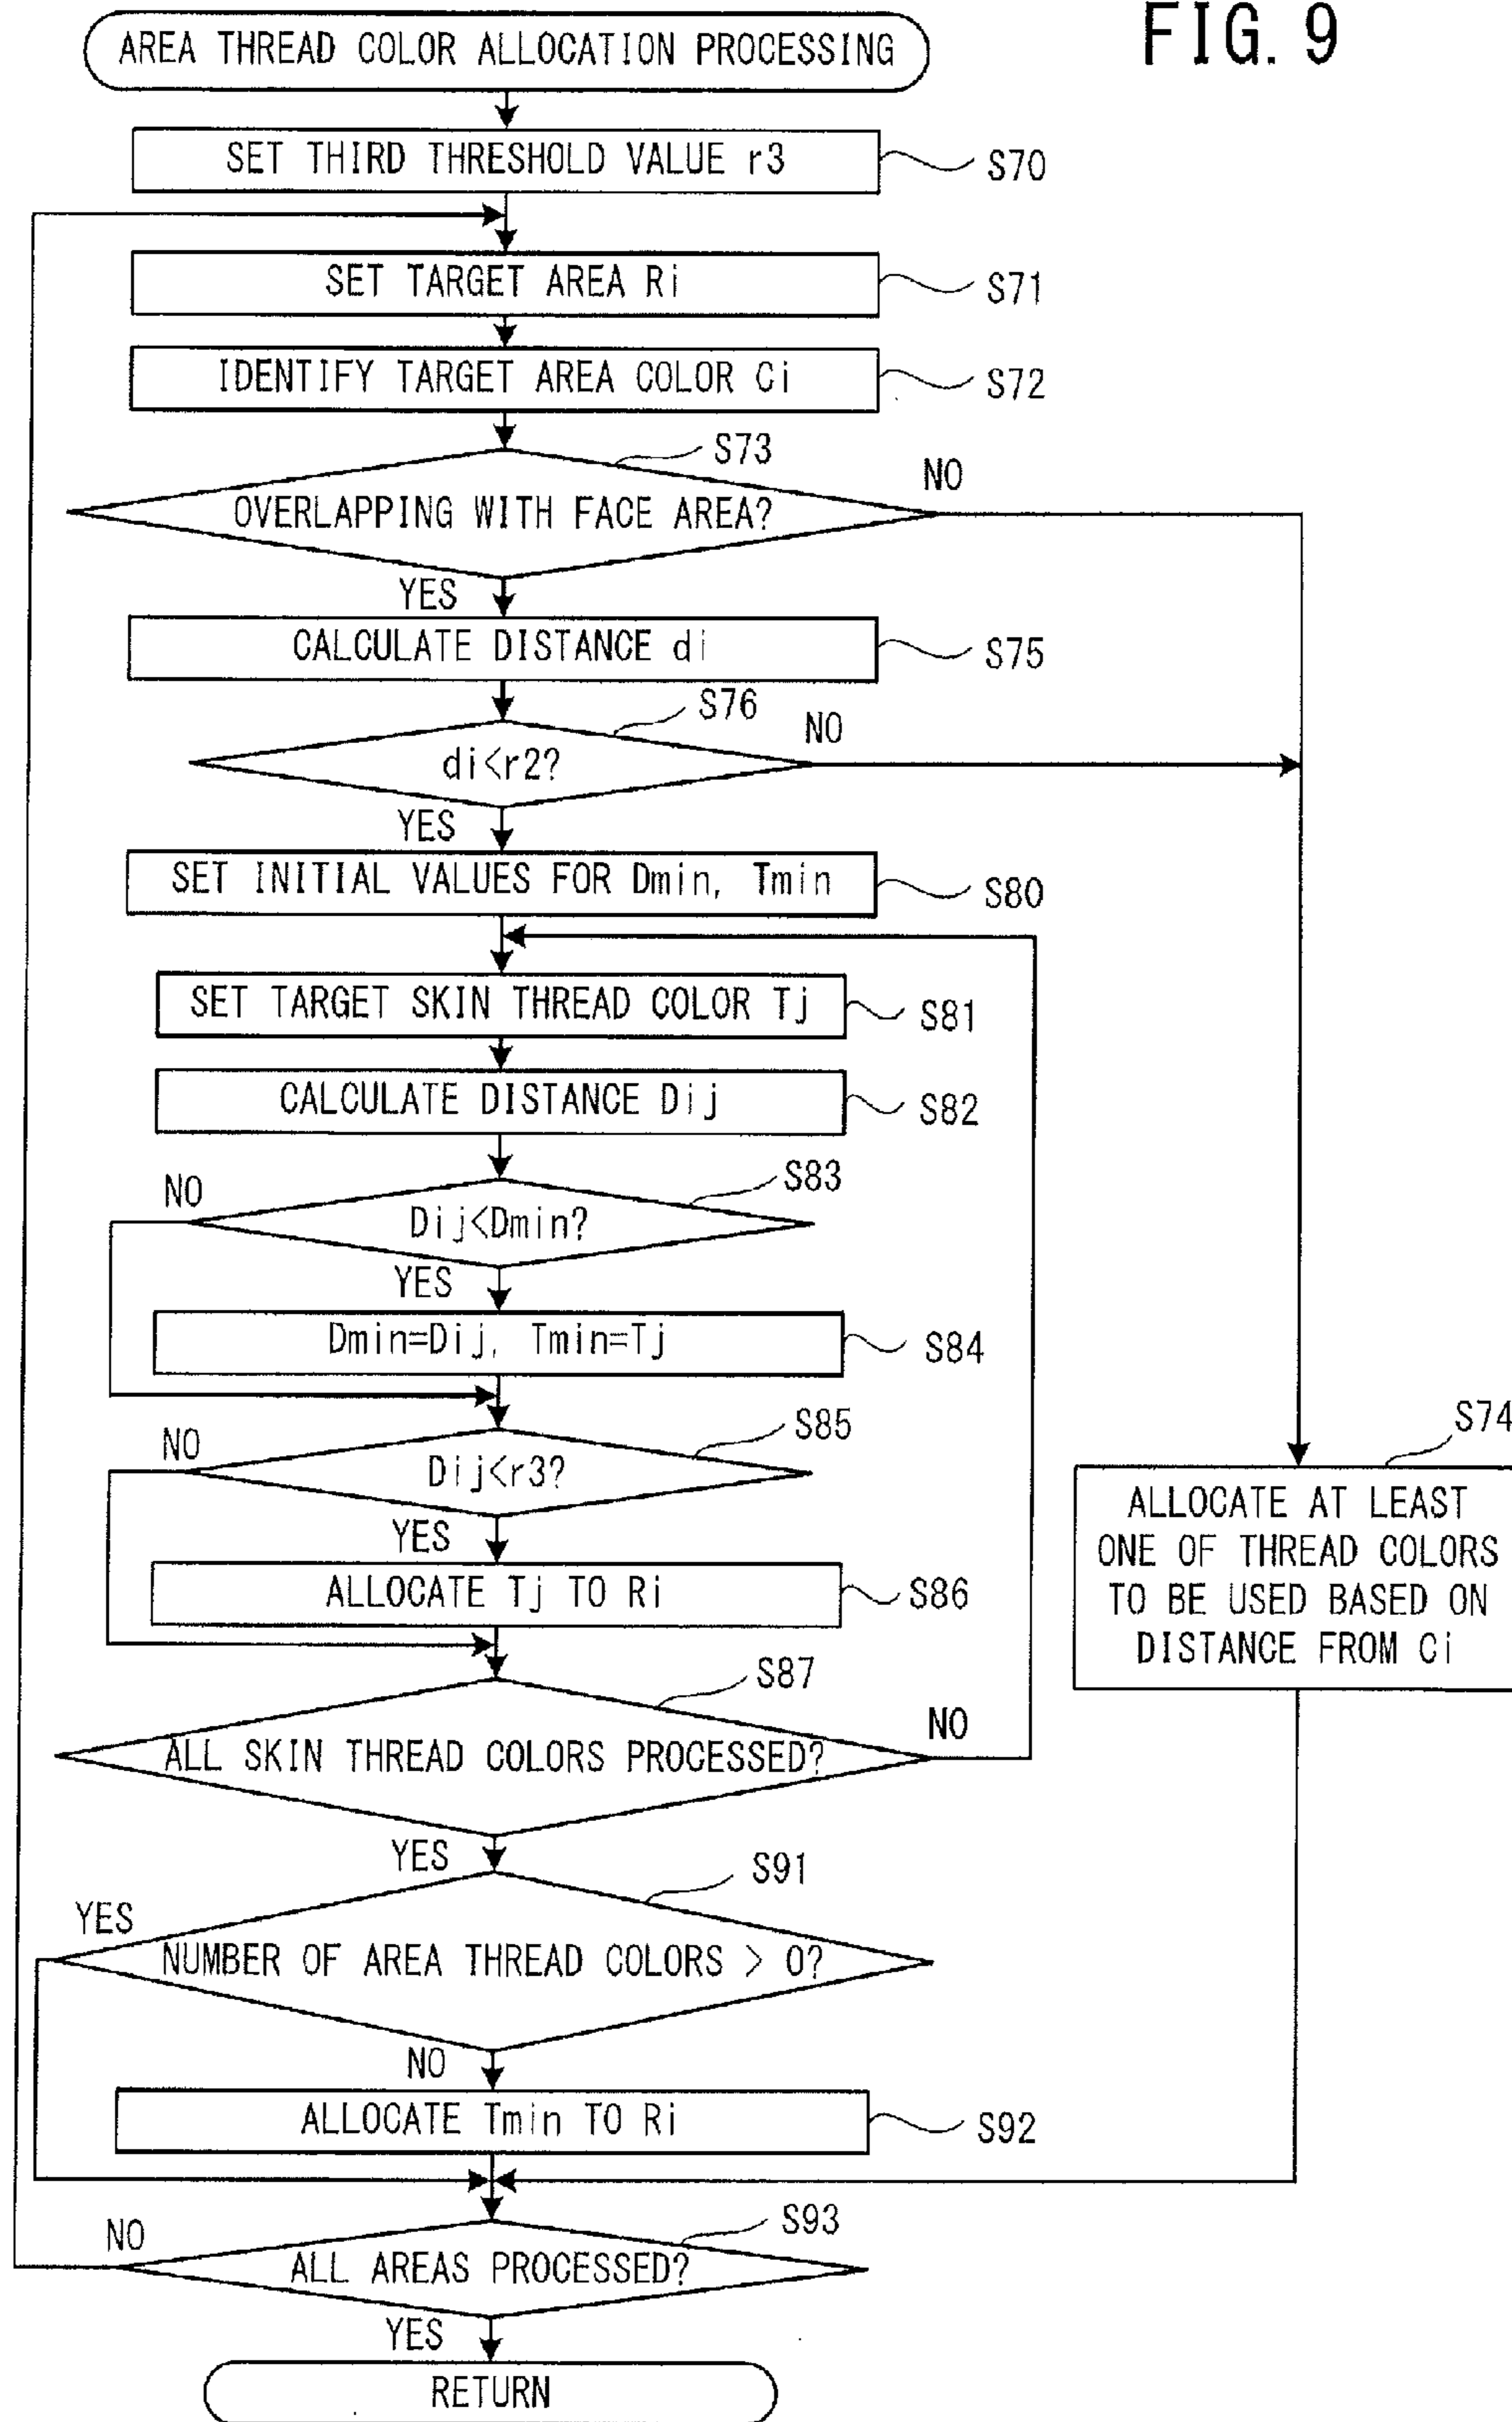 FIG. 9
AREA THREAD COLOR ALLOCATION PROCESSING
SET THIRD THRESHOLD VALUE r3
S70
SET TARGET AREA Ri
S71
IDENTIFY TARGET AREA COLOR Ci
S72
S73
NO
OVERLAPPING WITH FACE AREA?
YES
CALCULATE DISTANCE di
S75
S76
NO
di<r2?
YES
SET INITIAL VALUES FOR Dmin, Tmin
S80
SET TARGET SKIN THREAD COLOR Tj
S81
CALCULATE DISTANCE Dij
S82
S83
NO
Dij<Dmin?
YES
Dmin=Dij, Tmin=Tj
S84
S85
NO
Dij<r3?
YES
ALLOCATE Tj TO Ri
S86
S74
ALLOCATE AT LEAST
ONE OF THREAD COLORS
TO BE USED BASED ON
DISTANCE FROM Ci
S87
NO
ALL SKIN THREAD COLORS PROCESSED?
YES
S91
YES
NUMBER OF AREA THREAD COLORS > 0?
NO
ALLOCATE Tmin TO Ri
S92
S93
NO
ALL AREAS PROCESSED?
YES
RETURN